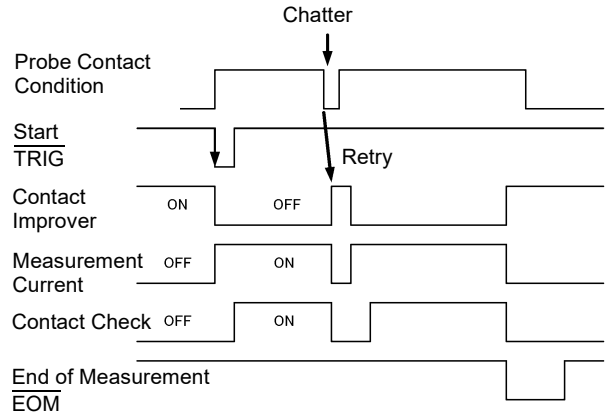 Chatter
Probe Contact
Condition
Start
TRIG
Retry
Contact
Improver
ON
OFF
Measurement
Current
OFF
ON
Contact Check
OFF
ON
End of Measurement
EOM